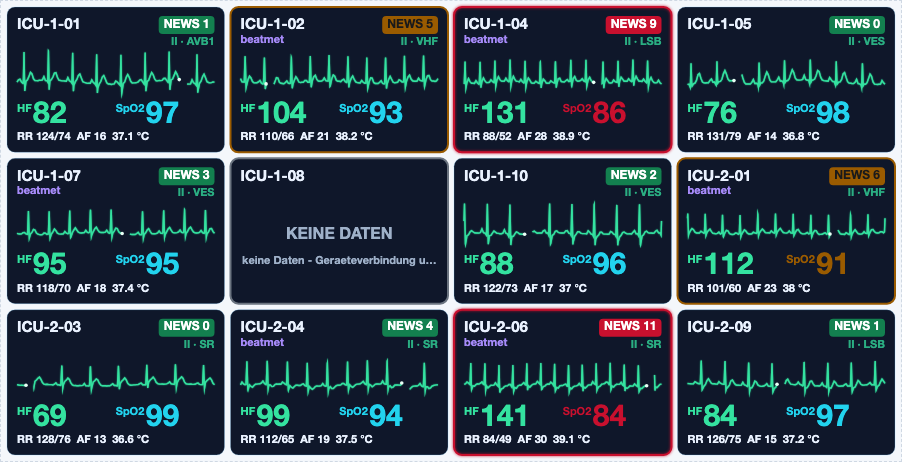 ICU-1-01 NEWS 1
II · AVB1
HF 82 SpO2 97
RR 124/74 AF 16 37.1 °C
ICU-1-02 NEWS 5
beatmet II · VHF
HF 104 SpO2 93
RR 110/66 AF 21 38.2 °C
ICU-1-04 NEWS 9
beatmet II · LSB
HF 131 SpO2 86
RR 88/52 AF 28 38.9 °C
ICU-1-05 NEWS 0
II · VES
HF 76 SpO2 98
RR 131/79 AF 14 36.8 °C
ICU-1-07 NEWS 3
beatmet II · VES
HF 95 SpO2 95
RR 118/70 AF 18 37.4 °C
ICU-1-08
KEINE DATEN
keine Daten - Geraeteverbindung u...
ICU-1-10 NEWS 2
II · VES
HF 88 SpO2 96
RR 122/73 AF 17 37 °C
ICU-2-01 NEWS 6
beatmet II · VHF
HF 112 SpO2 91
RR 101/60 AF 23 38 °C
ICU-2-03 NEWS 0
II · SR
HF 69 SpO2 99
RR 128/76 AF 13 36.6 °C
ICU-2-04 NEWS 4
beatmet II · SR
HF 99 SpO2 94
RR 112/65 AF 19 37.5 °C
ICU-2-06 NEWS 11
beatmet II · SR
HF 141 SpO2 84
RR 84/49 AF 30 39.1 °C
ICU-2-09 NEWS 1
II · LSB
HF 84 SpO2 97
RR 126/75 AF 15 37.2 °C